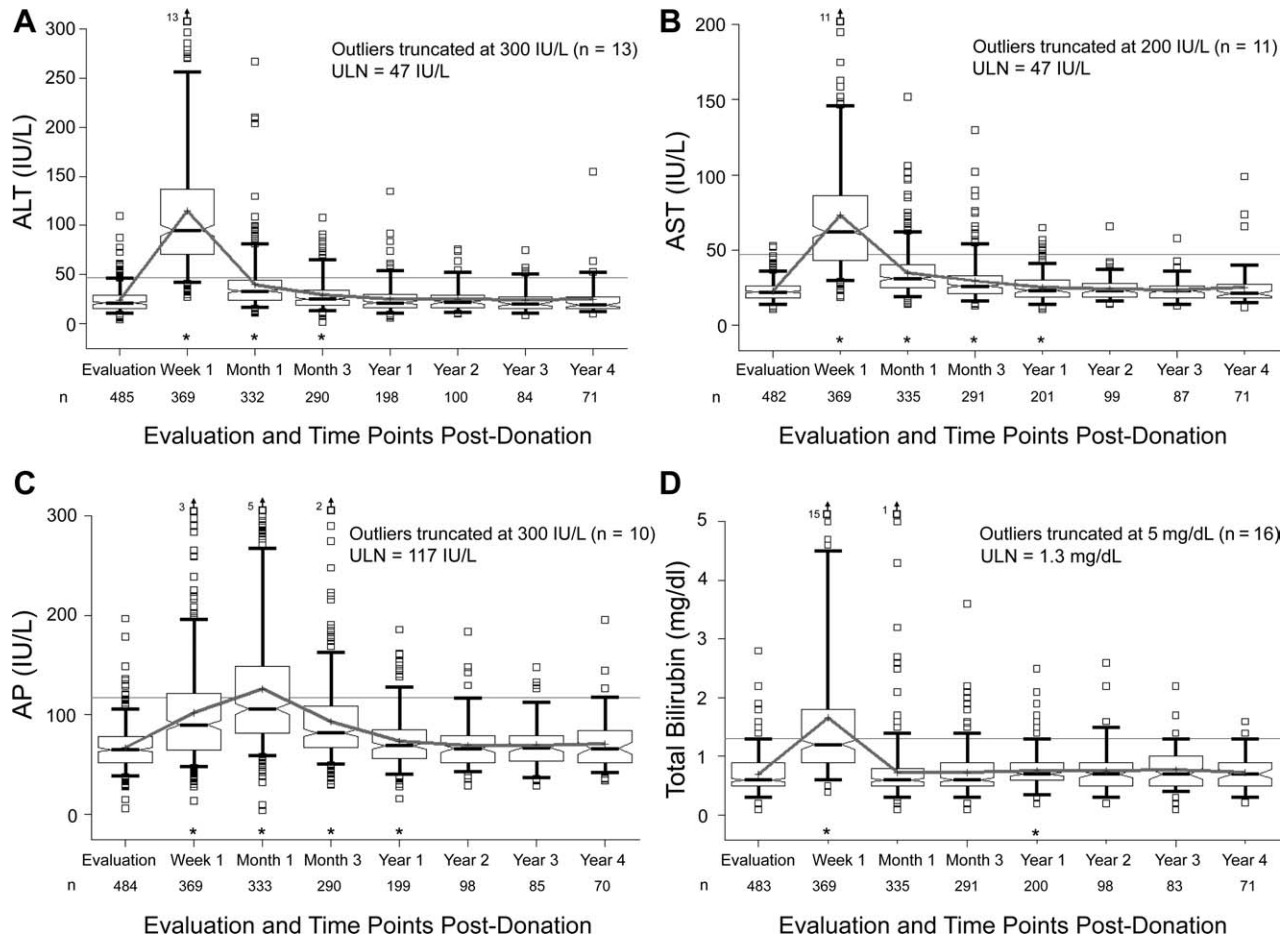 A
13
Outliers truncated at 300 IU/L (n = 13)
ULN = 47 IU/L
ALT (IU/L)
300
250
200
150
100
50
0
* * *
Evaluation Week 1 Month 1 Month 3 Year 1 Year 2 Year 3 Year 4
n 485 369 332 290 198 100 84 71
Evaluation and Time Points Post-Donation
B
11
Outliers truncated at 200 IU/L (n = 11)
ULN = 47 IU/L
AST (IU/L)
200
150
100
50
0
* * * *
Evaluation Week 1 Month 1 Month 3 Year 1 Year 2 Year 3 Year 4
n 482 369 335 291 201 99 87 71
Evaluation and Time Points Post-Donation
C
3 5 2
Outliers truncated at 300 IU/L (n = 10)
ULN = 117 IU/L
AP (IU/L)
300
200
100
0
* * * *
Evaluation Week 1 Month 1 Month 3 Year 1 Year 2 Year 3 Year 4
n 484 369 333 290 199 98 85 70
Evaluation and Time Points Post-Donation
D
15 1
Outliers truncated at 5 mg/dL (n = 16)
ULN = 1.3 mg/dL
Total Bilirubin (mg/dl)
5
4
3
2
1
0
* *
Evaluation Week 1 Month 1 Month 3 Year 1 Year 2 Year 3 Year 4
n 483 369 335 291 200 98 83 71
Evaluation and Time Points Post-Donation